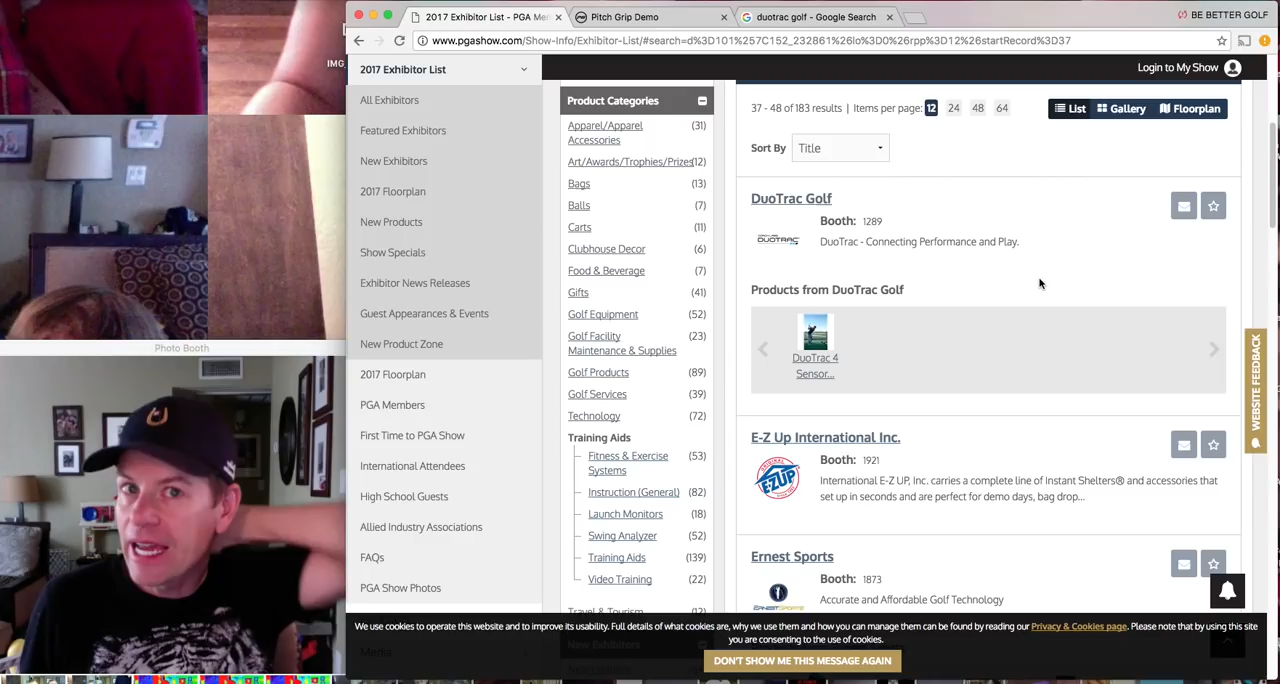 2017 Exhibitor List - PGA Me
Pitch Grip Demo
duotrac golf - Google Search
BE BETTER GOLF
www.pgashow.com/Show-Info/Exhibitor-List/#search=d%3D101%257C152_232861%26lo%3D0%26rpp%3D12%26startRecord%3D37
IMG_
2017 Exhibitor List
All Exhibitors
Featured Exhibitors
New Exhibitors
2017 Floorplan
New Products
Show Specials
Exhibitor News Releases
Guest Appearances & Events
New Product Zone
2017 Floorplan
PGA Members
First Time to PGA Show
International Attendees
High School Guests
Allied Industry Associations
FAQs
PGA Show Photos
Media
Photo Booth
Product Categories
Apparel/Apparel
Accessories (31)
Art/Awards/Trophies/Prizes(12)
Bags (13)
Balls (7)
Carts (11)
Clubhouse Decor (6)
Food & Beverage (7)
Gifts (41)
Golf Equipment (52)
Golf Facility
Maintenance & Supplies (23)
Golf Products (89)
Golf Services (39)
Technology (72)
Training Aids
Fitness & Exercise
Systems (53)
Instruction (General) (82)
Launch Monitors (18)
Swing Analyzer (52)
Training Aids (139)
Video Training (22)
Travel & Tourism (12)
New Exhibitors
Login to My Show
37 - 48 of 183 results | Items per page: 12 24 48 64
List Gallery Floorplan
Sort By Title
DuoTrac Golf
Booth: 1289
DUOTRAC
DuoTrac - Connecting Performance and Play.
Products from DuoTrac Golf
DuoTrac 4
Sensor...
E-Z Up International Inc.
Booth: 1921
E-Z UP
International E-Z UP, Inc. carries a complete line of Instant Shelters® and accessories that
set up in seconds and are perfect for demo days, bag drop...
Ernest Sports
Booth: 1873
ERNESTSPORTS
Accurate and Affordable Golf Technology
WEBSITE FEEDBACK
We use cookies to operate this website and to improve its usability. Full details of what cookies are, why we use them and how you can manage them can be found by reading our Privacy & Cookies page. Please note that by using this site
you are consenting to the use of cookies.
DON'T SHOW ME THIS MESSAGE AGAIN